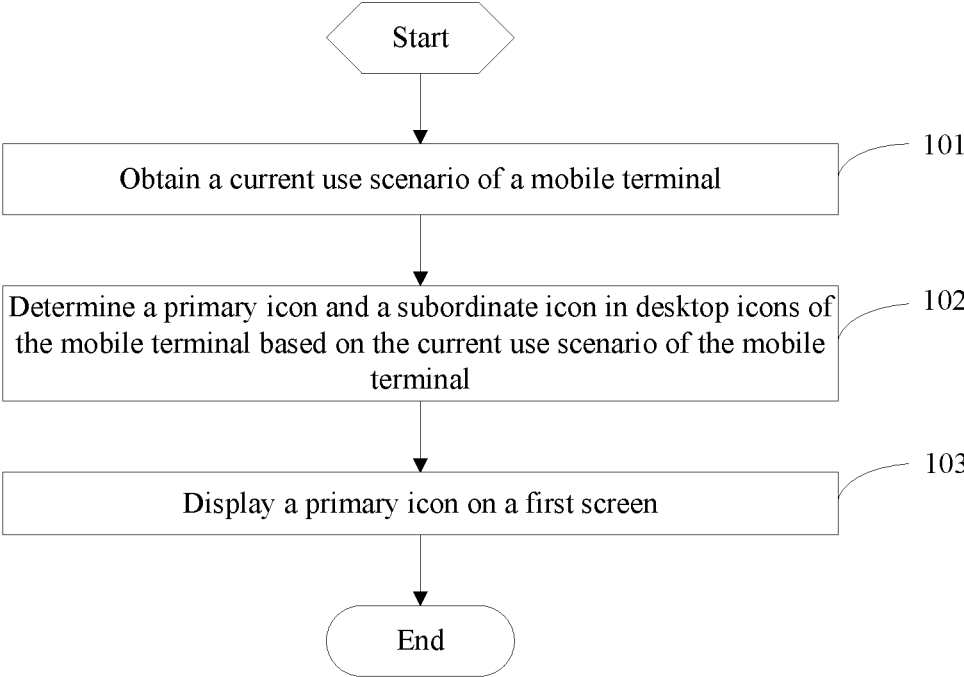 Start
101
Obtain a current use scenario of a mobile terminal
102
Determine a primary icon and a subordinate icon in desktop icons of
the mobile terminal based on the current use scenario of the mobile
terminal
103
Display a primary icon on a first screen
End